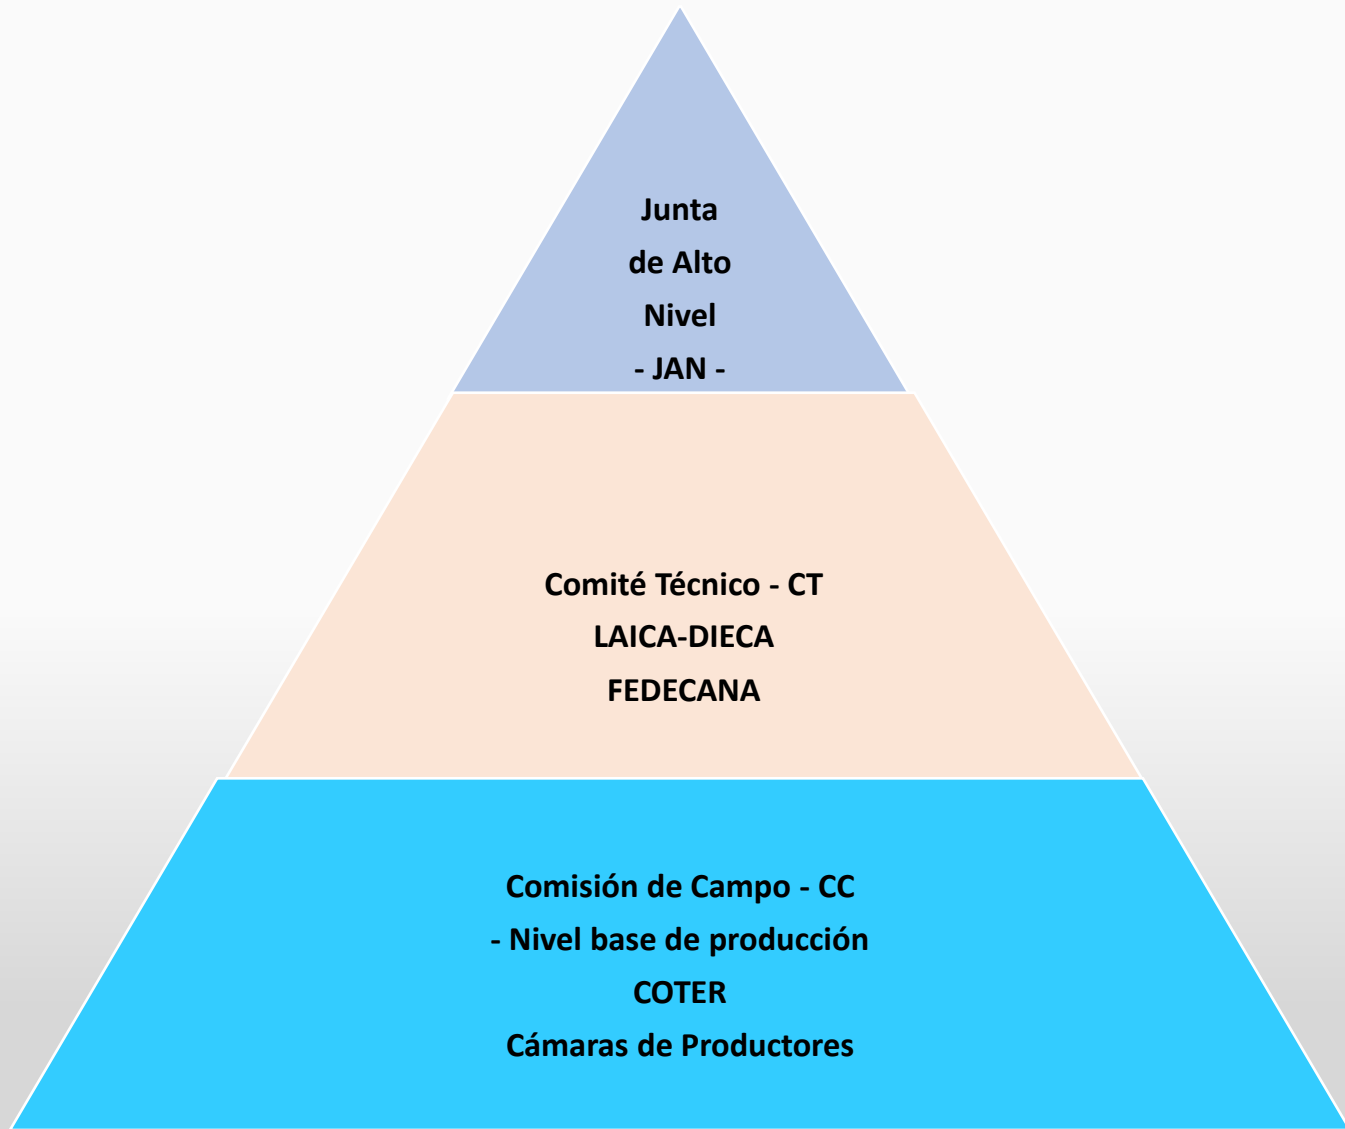 Junta
de Alto
Nivel
- JAN -
Comité Técnico - CT
LAICA-DIECA
FEDECANA
Comisión de Campo - CC
- Nivel base de producción
COTER
Cámaras de Productores